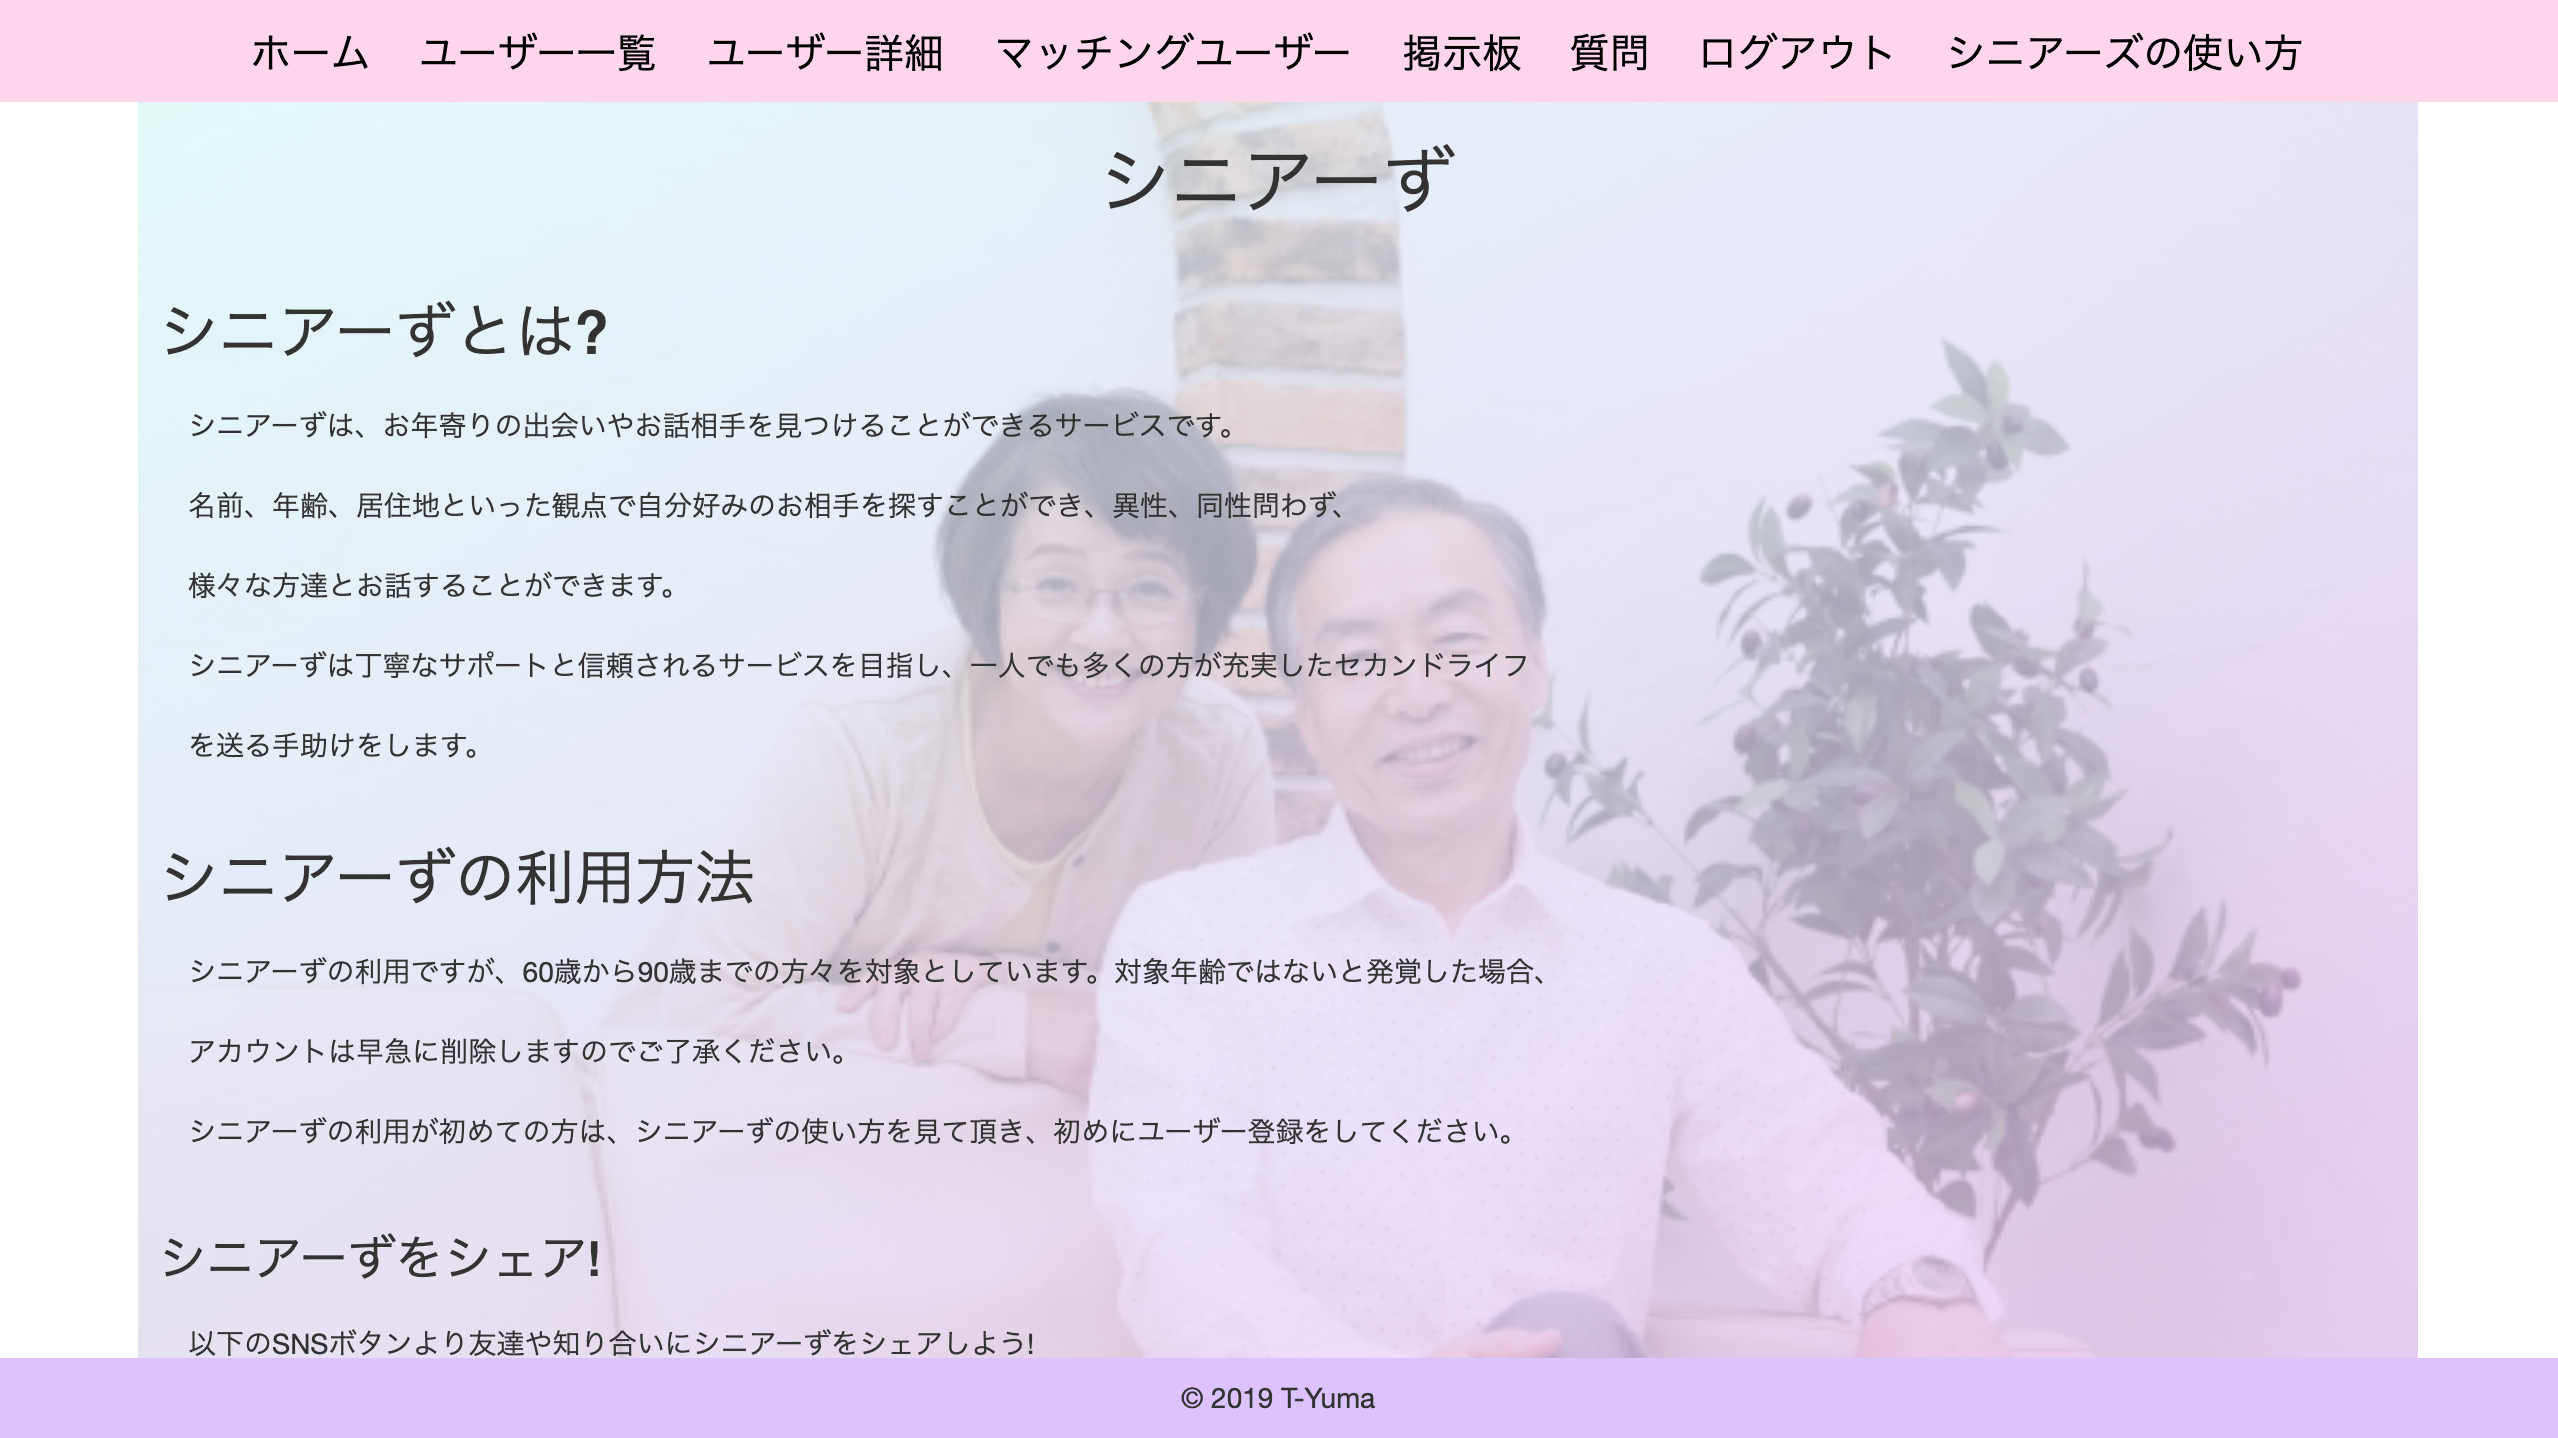 ホーム ユーザー一覧 ユーザー詳細 マッチングユーザー 掲示板 質問 ログアウト シニアーズの使い方
シニアーず
シニアーずとは?
シニアーずは、お年寄りの出会いやお話相手を見つけることができるサービスです。
名前、年齢、居住地といった観点で自分好みのお相手を探すことができ、異性、同性問わず、
様々な方達とお話することができます。
シニアーずは丁寧なサポートと信頼されるサービスを目指し、一人でも多くの方が充実したセカンドライフ
を送る手助けをします。
シニアーずの利用方法
シニアーずの利用ですが、60歳から90歳までの方々を対象としています。対象年齢ではないと発覚した場合、
アカウントは早急に削除しますのでご了承ください。
シニアーずの利用が初めての方は、シニアーずの使い方を見て頂き、初めにユーザー登録をしてください。
シニアーずをシェア!
以下のSNSボタンより友達や知り合いにシニアーずをシェアしよう!
© 2019 T-Yuma